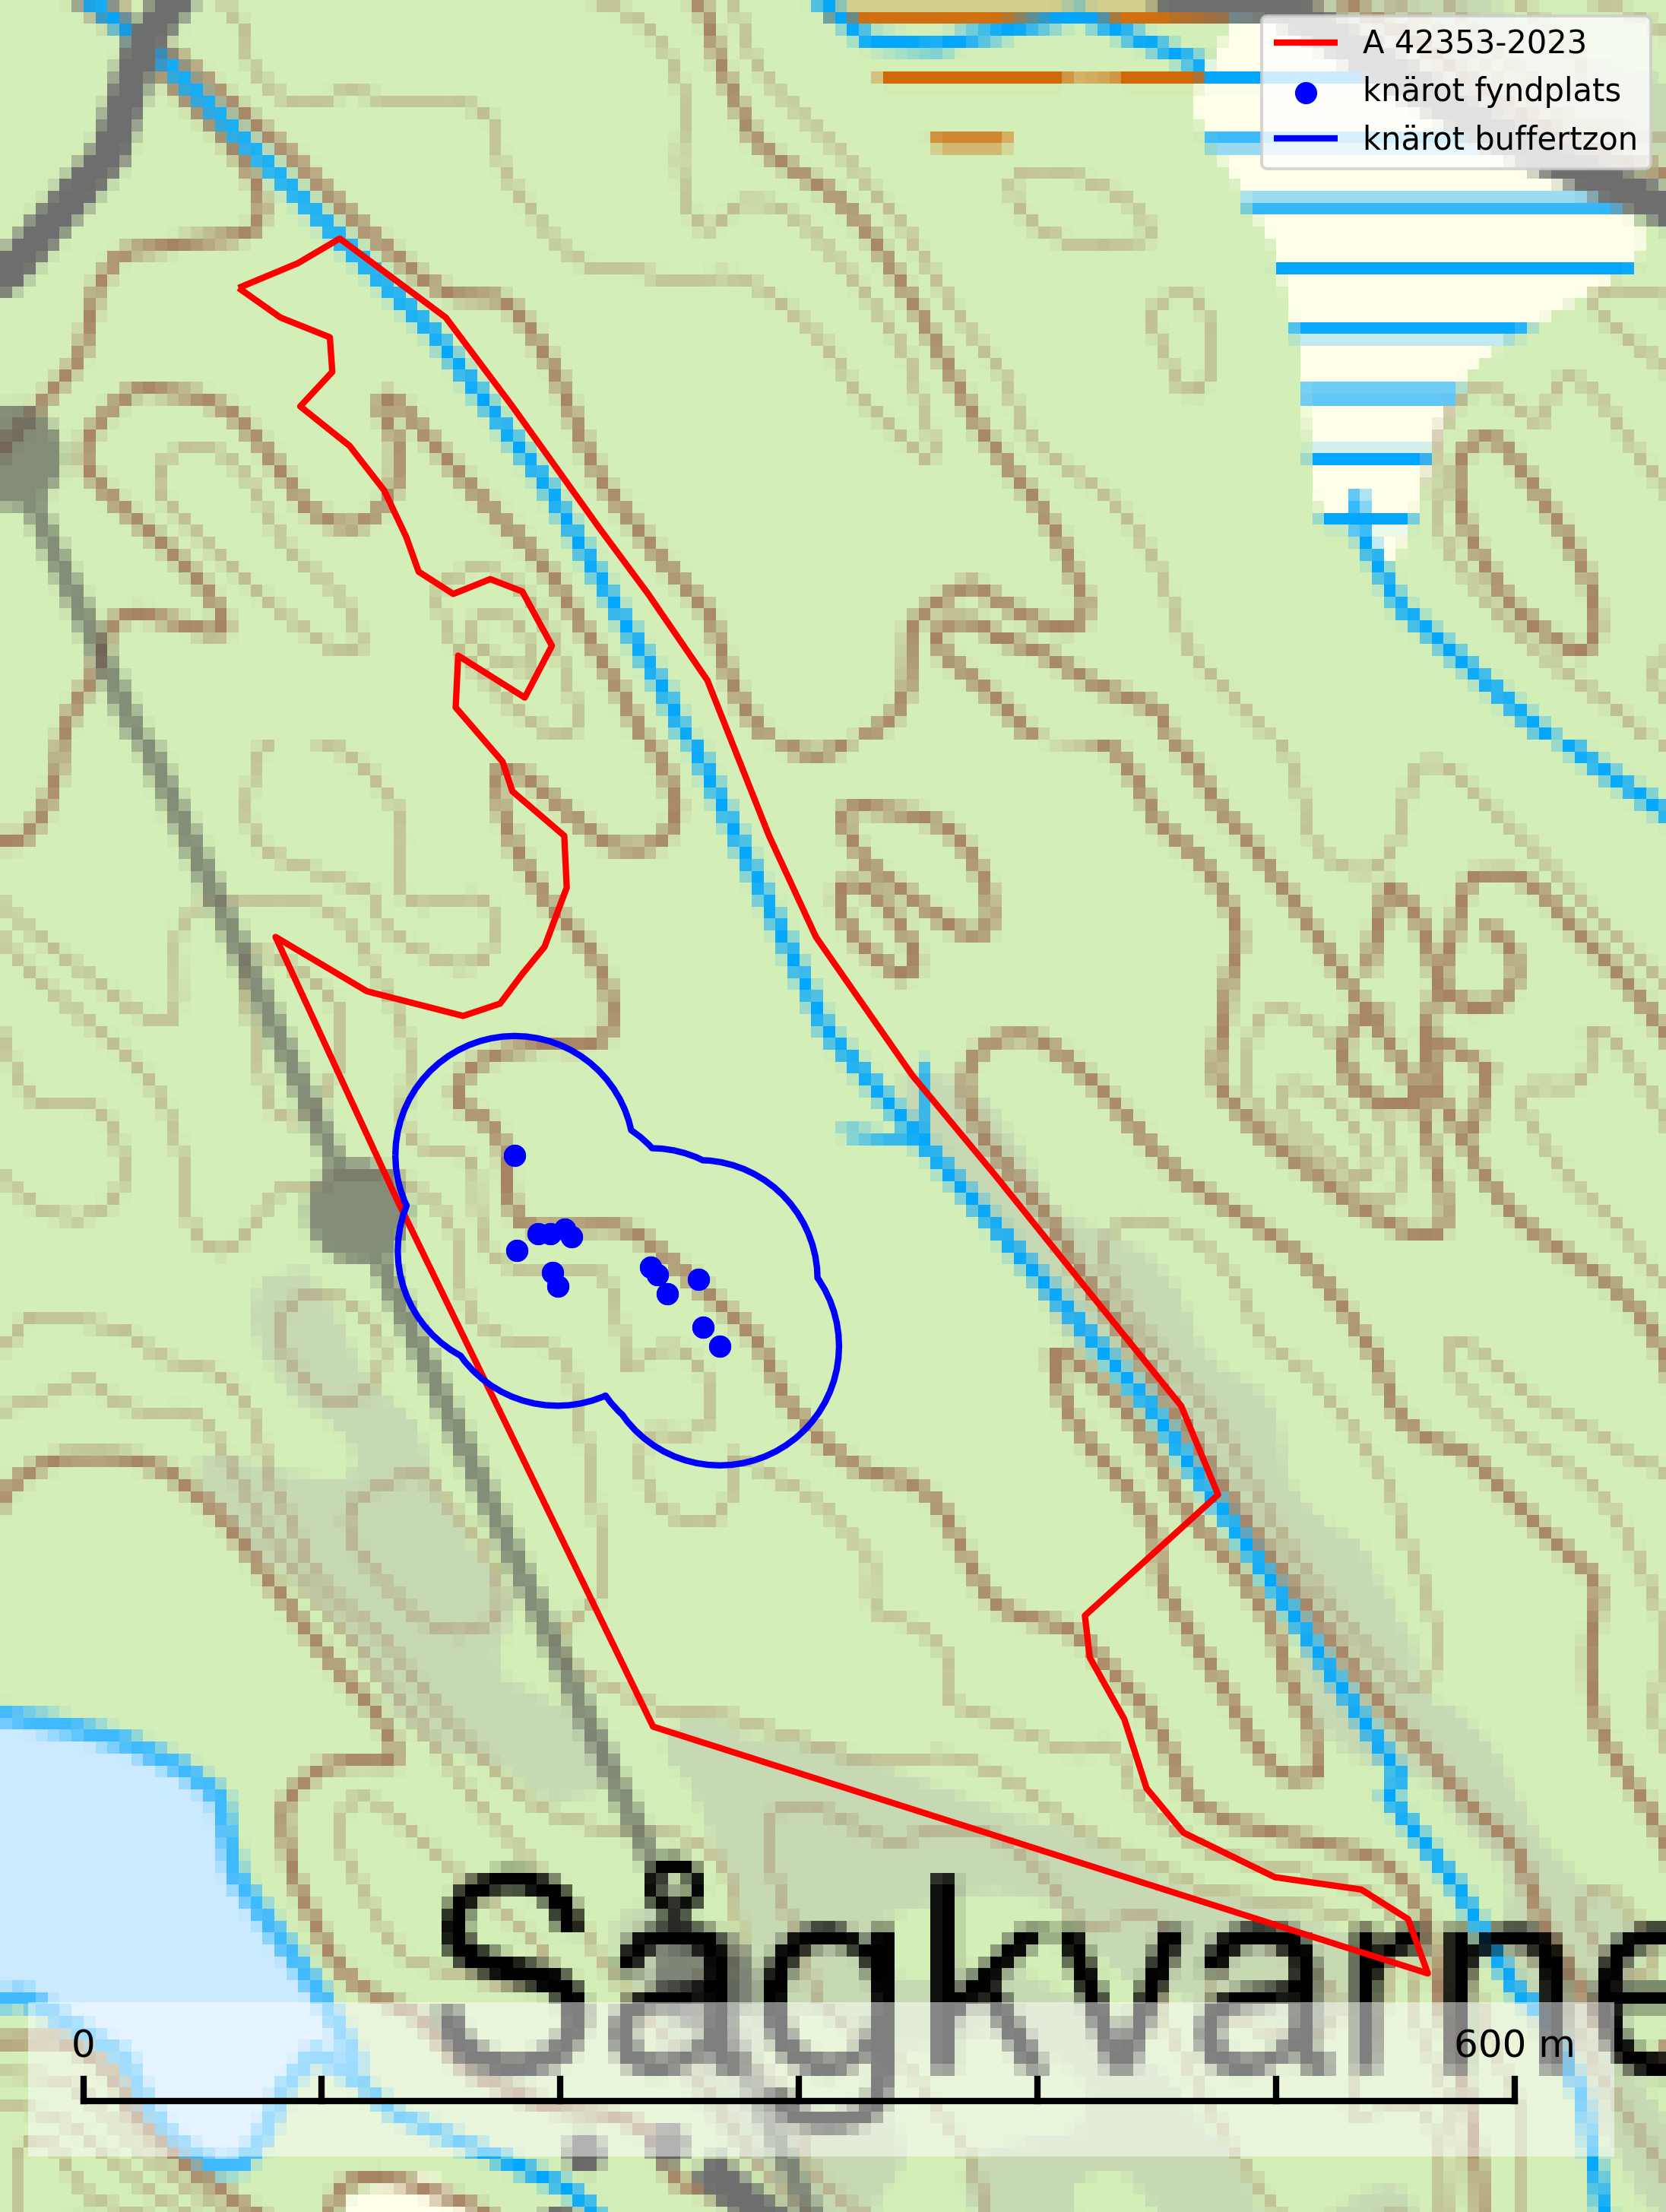 A 42353-2023
knärot fyndplats
knärot buffertzon
Sågkvarne
0 600 m